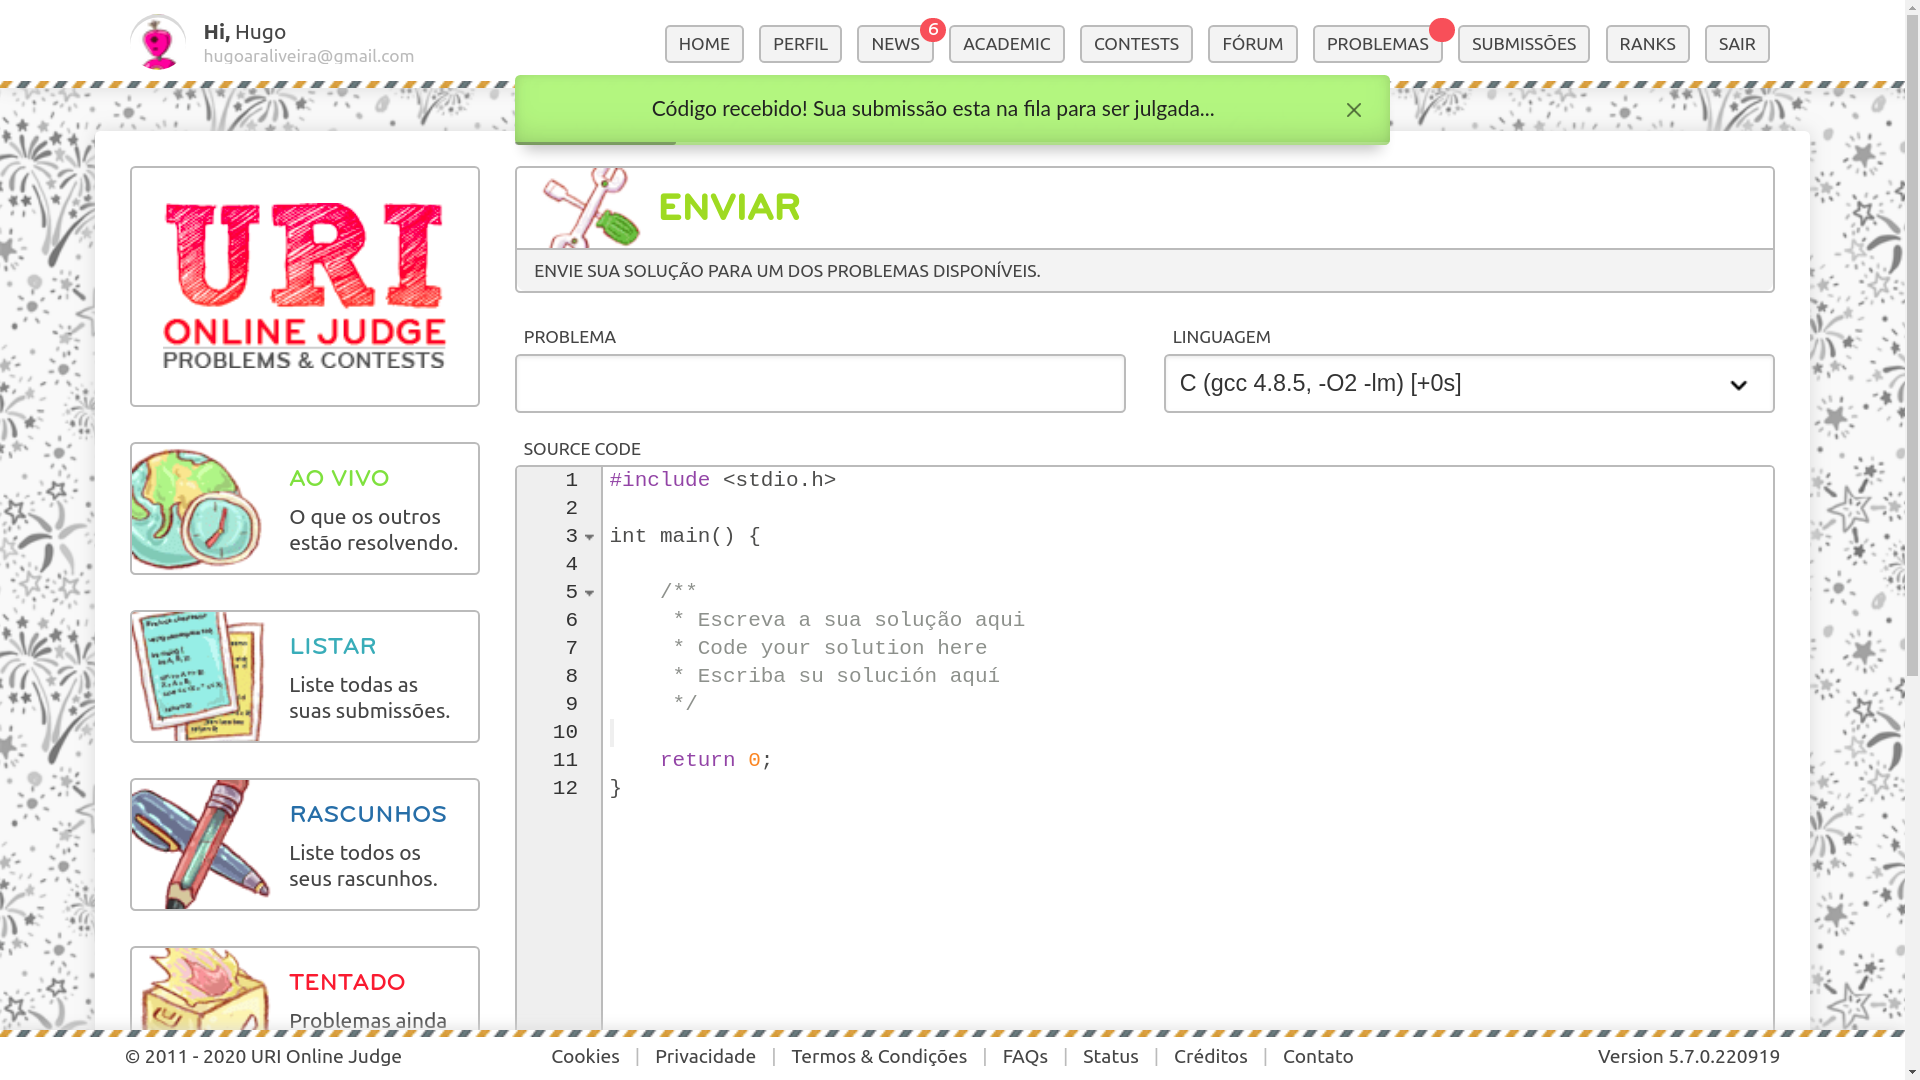 Hi, Hugo
hugoaraliveira@gmail.com
HOME
PERFIL
NEWS
6
ACADEMIC
CONTESTS
FÓRUM
PROBLEMAS
SUBMISSÕES
RANKS
SAIR
Código recebido! Sua submissão esta na fila para ser julgada...
URI
ONLINE JUDGE
PROBLEMS & CONTESTS
AO VIVO
O que os outros
estão resolvendo.
LISTAR
Liste todas as
suas submissões.
RASCUNHOS
Liste todos os
seus rascunhos.
TENTADO
Problemas ainda
ENVIAR
ENVIE SUA SOLUÇÃO PARA UM DOS PROBLEMAS DISPONÍVEIS.
PROBLEMA
LINGUAGEM
C (gcc 4.8.5, -O2 -lm) [+0s]
SOURCE CODE
1 #include <stdio.h>
2
3 int main() {
4
5 /**
6 * Escreva a sua solução aqui
7 * Code your solution here
8 * Escriba su solución aquí
9 */
10
11 return 0;
12 }
© 2011 - 2020 URI Online Judge
Cookies | Privacidade | Termos & Condições | FAQs | Status | Créditos | Contato
Version 5.7.0.220919